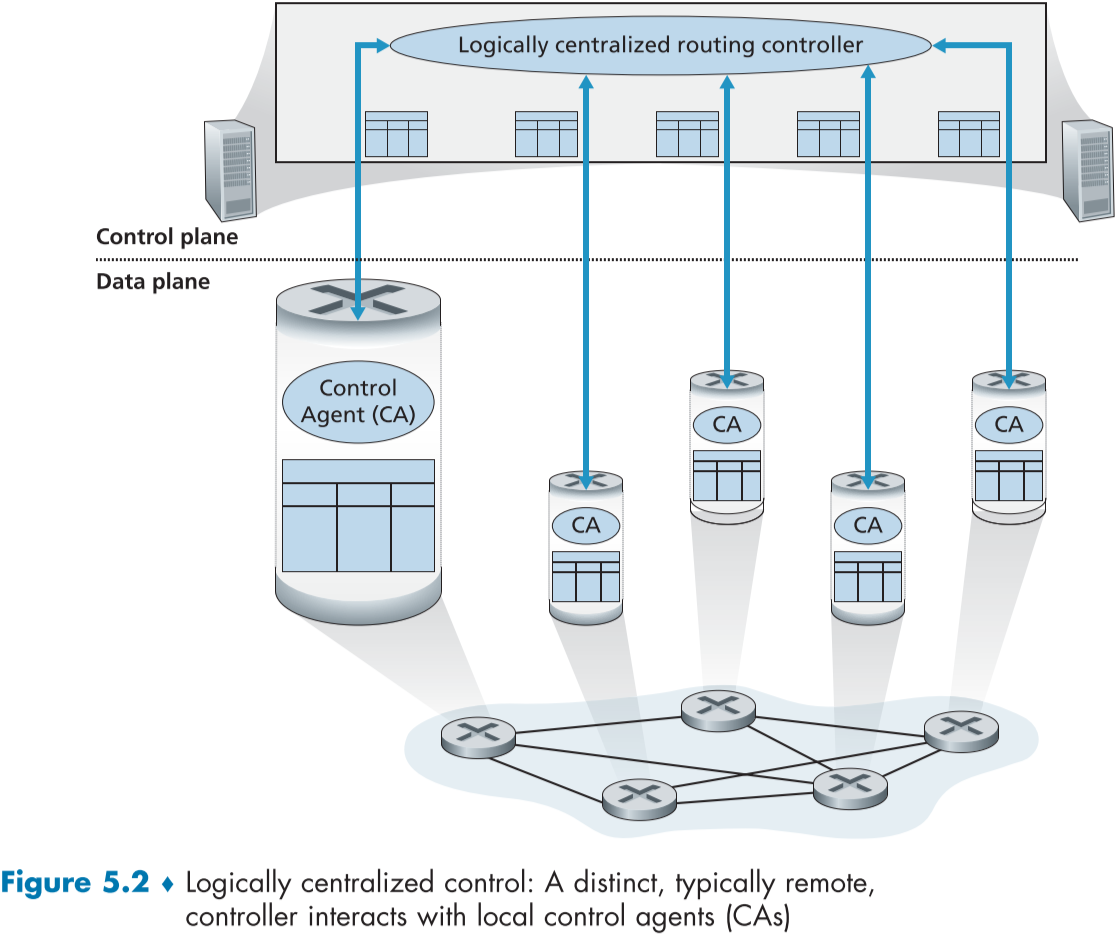 Logically centralized routing controller
Control plane
Data plane
Control
Agent (CA)
CA
CA
CA
CA
Figure 5.2 ♦ Logically centralized control: A distinct, typically remote,
controller interacts with local control agents (CAs)